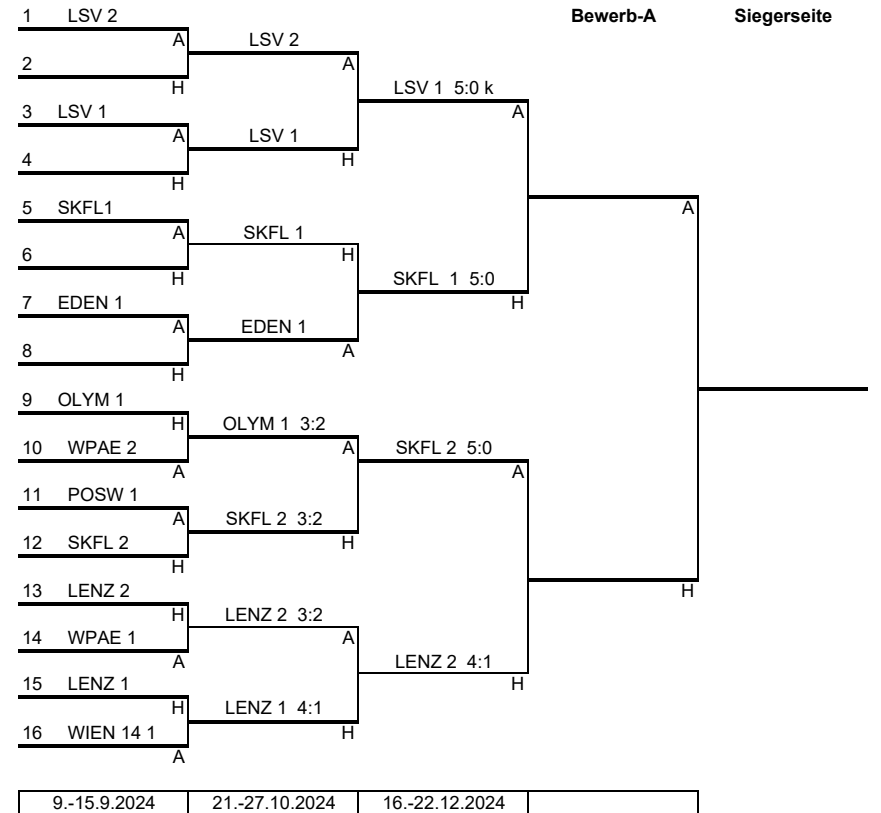 1 LSV 2 Bewerb-A Siegerseite
A LSV 2
2 A
H LSV 1 5:0 k
3 LSV 1 A
A LSV 1
4 H
H
5 SKFL1 A
A SKFL 1
6 H
H SKFL 1 5:0
7 EDEN 1 H
A EDEN 1
8 A
H
9 OLYM 1
H OLYM 1 3:2
10 WPAE 2 A SKFL 2 5:0
A A
11 POSW 1
A SKFL 2 3:2
12 SKFL 2 H
H
13 LENZ 2 H
H LENZ 2 3:2
14 WPAE 1 A
A LENZ 2 4:1
15 LENZ 1 H
H LENZ 1 4:1
16 WIEN 14 1 H
A
9.-15.9.2024 21.-27.10.2024 16.-22.12.2024